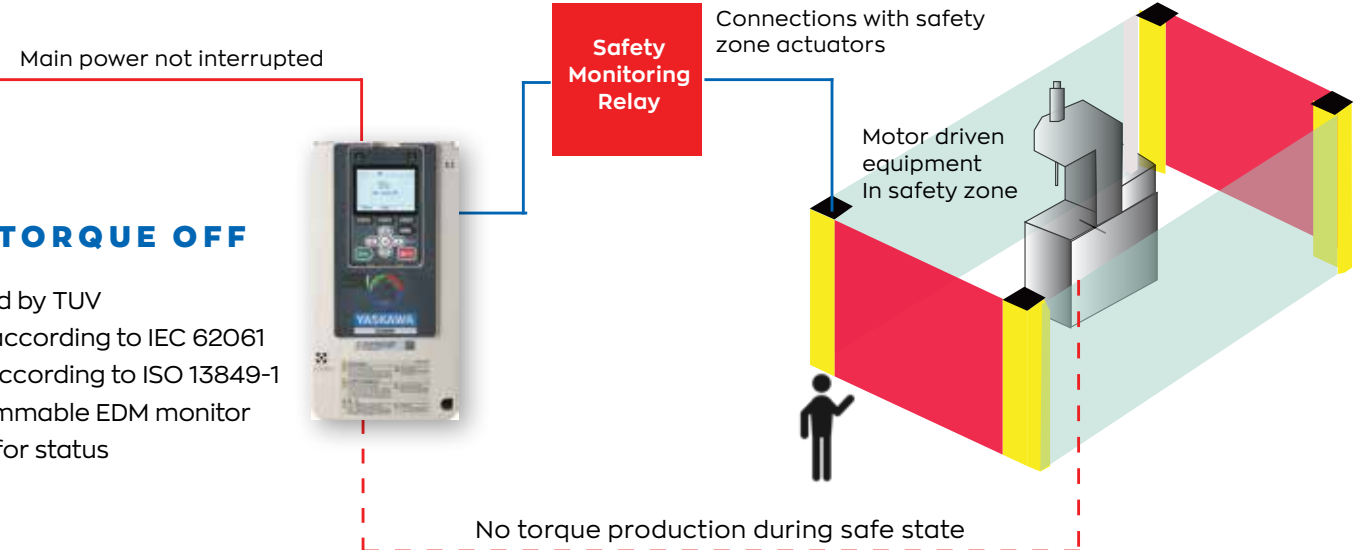 Main power not interrupted
Safety
Monitoring
Relay
Connections with safety
zone actuators
Motor driven
equipment
In safety zone
TORQUE OFF
d by TUV
according to IEC 62061
according to ISO 13849-1
mmable EDM monitor
for status
YASKAWA
No torque production during safe state